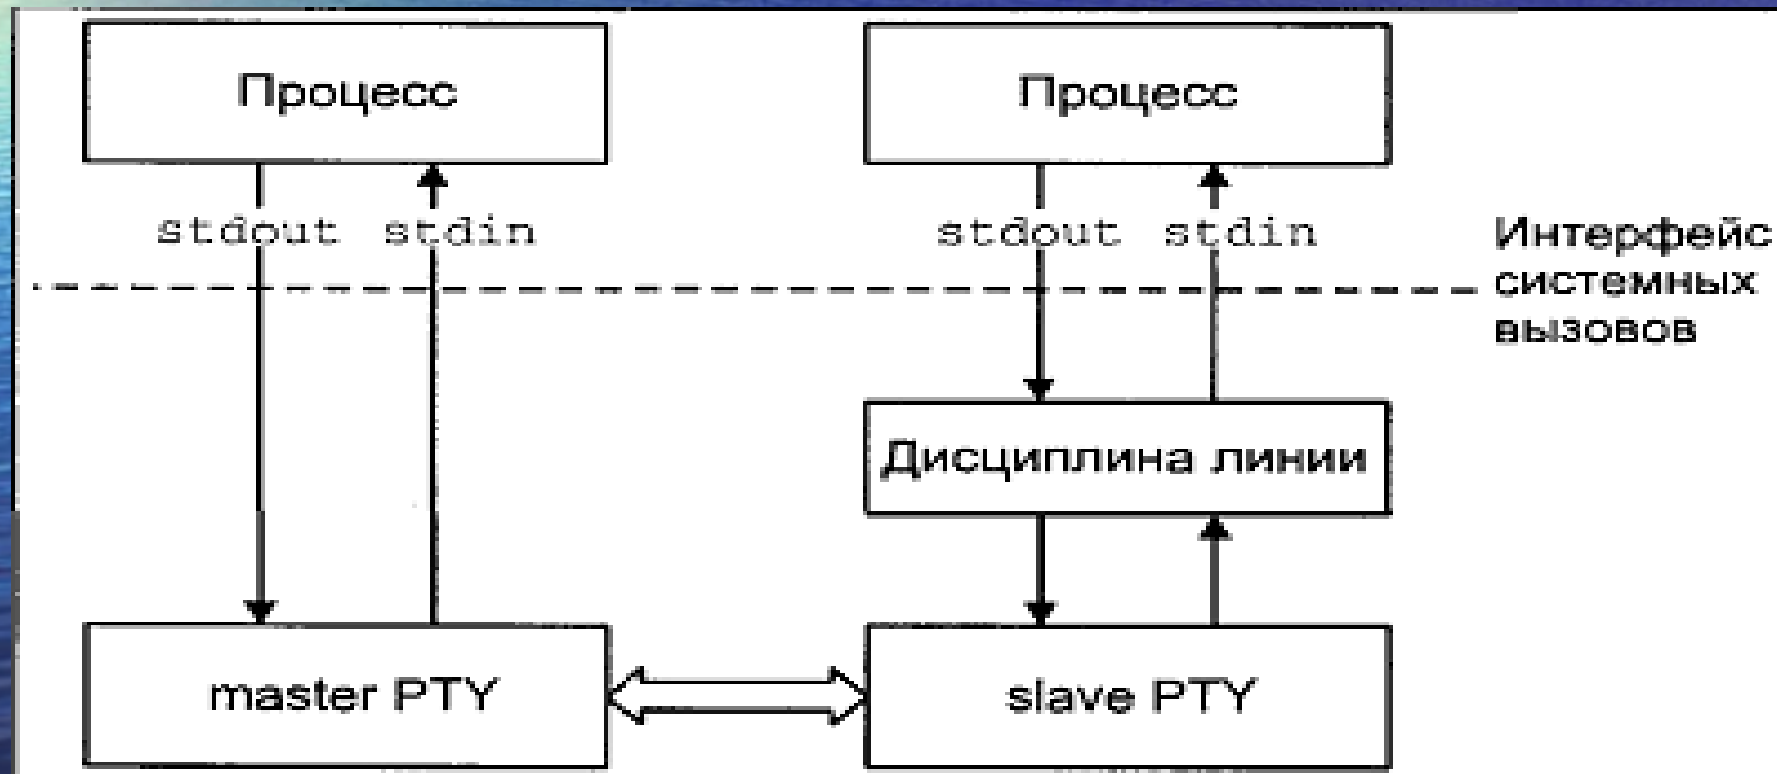 Процесс
Процесс
stdout stdin
stdout stdin
Интерфейс
системных
вызовов
Дисциплина линии
master PTY
slave PTY